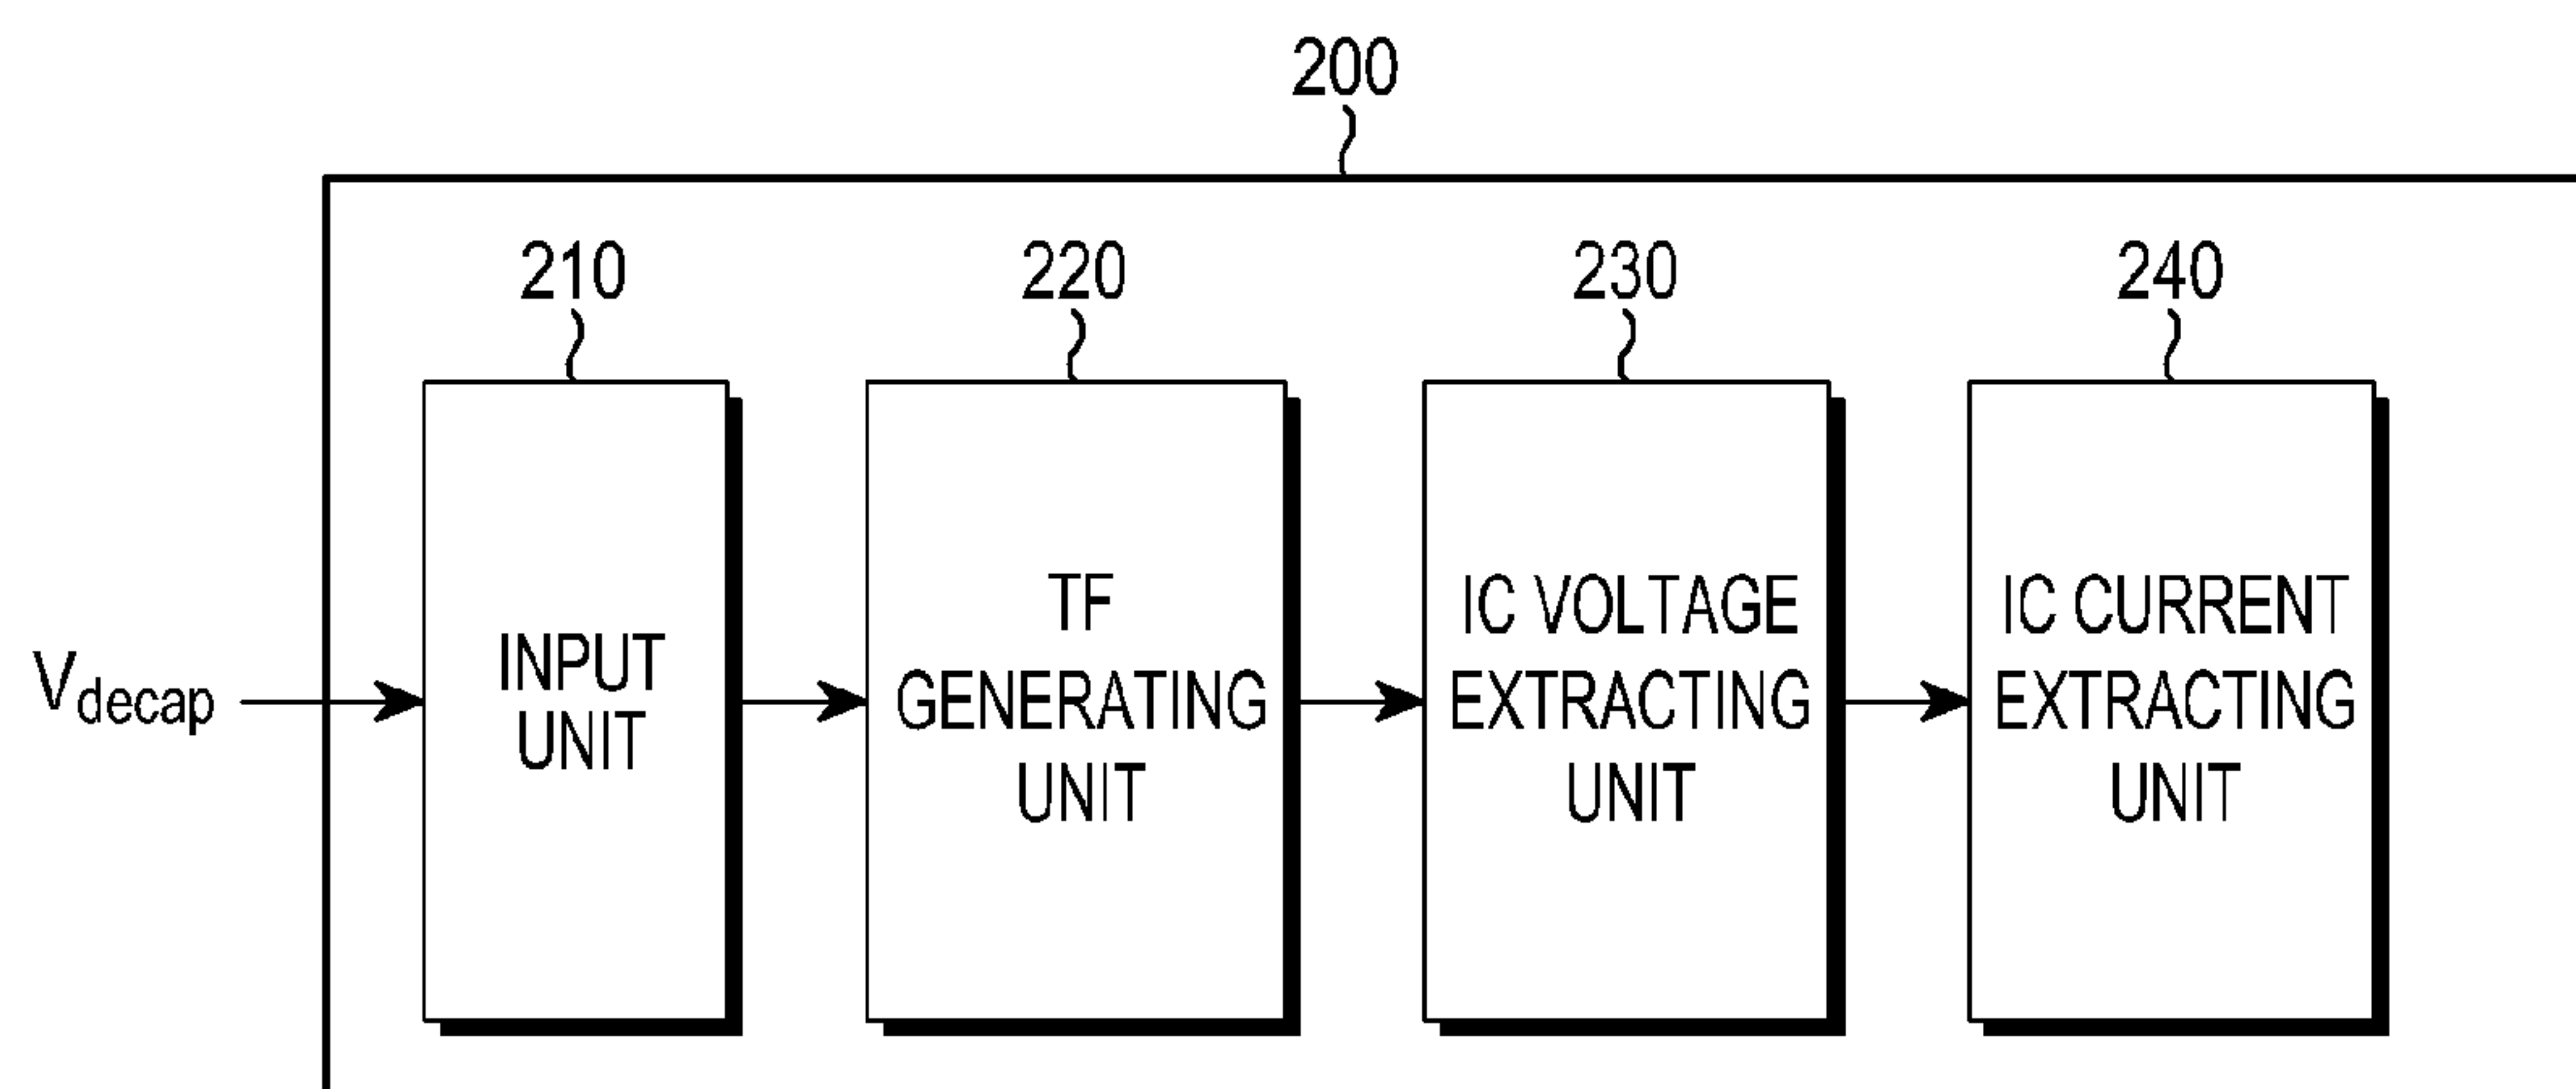 200
210
220
230
240
Vdecap
INPUT
UNIT
TF
GENERATING
UNIT
IC VOLTAGE
EXTRACTING
UNIT
IC CURRENT
EXTRACTING
UNIT